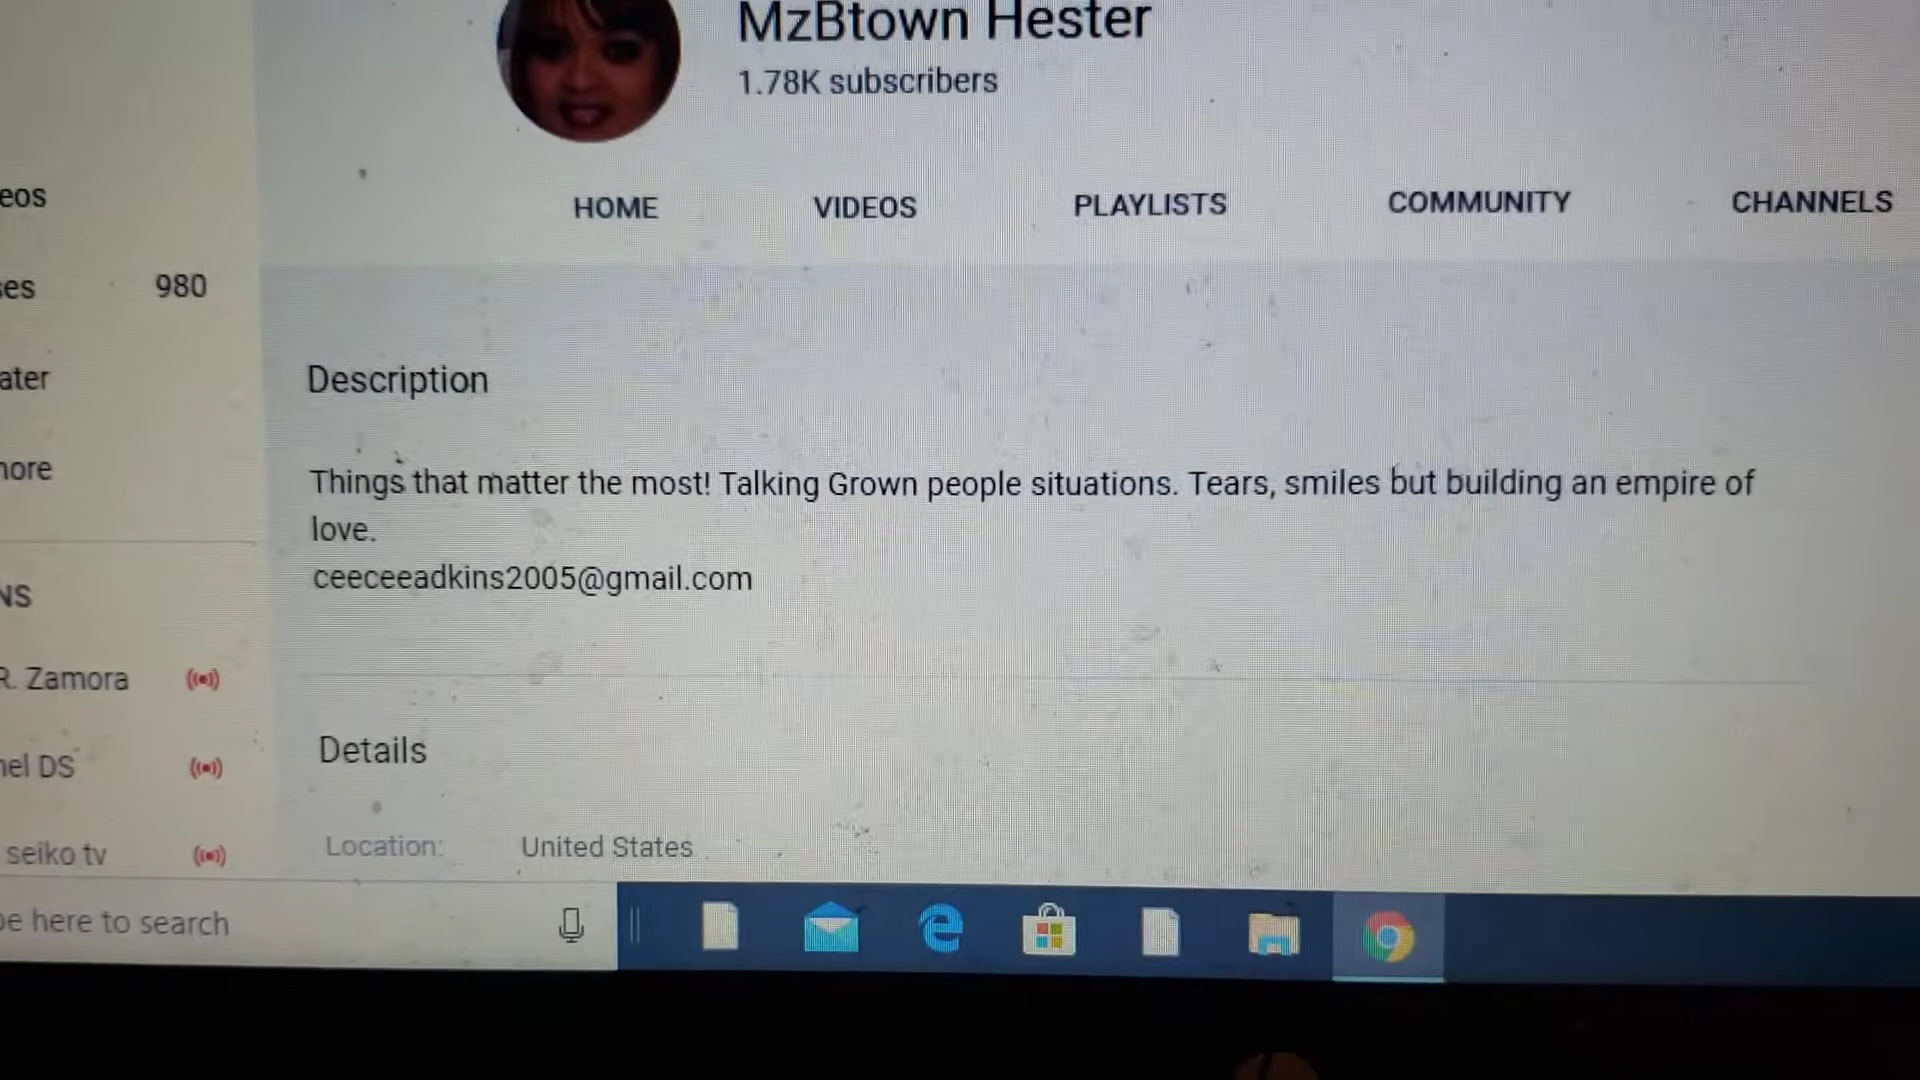 MzBtown Hester
1.78K subscribers
HOME VIDEOS PLAYLISTS COMMUNITY CHANNELS
eos
es 980
ater
ore
Description
Things that matter the most! Talking Grown people situations. Tears, smiles but building an empire of
love.
ceeceeadkins2005@gmail.com
NS
R. Zamora
nel DS
seiko tv
Details
Location: United States
e here to search